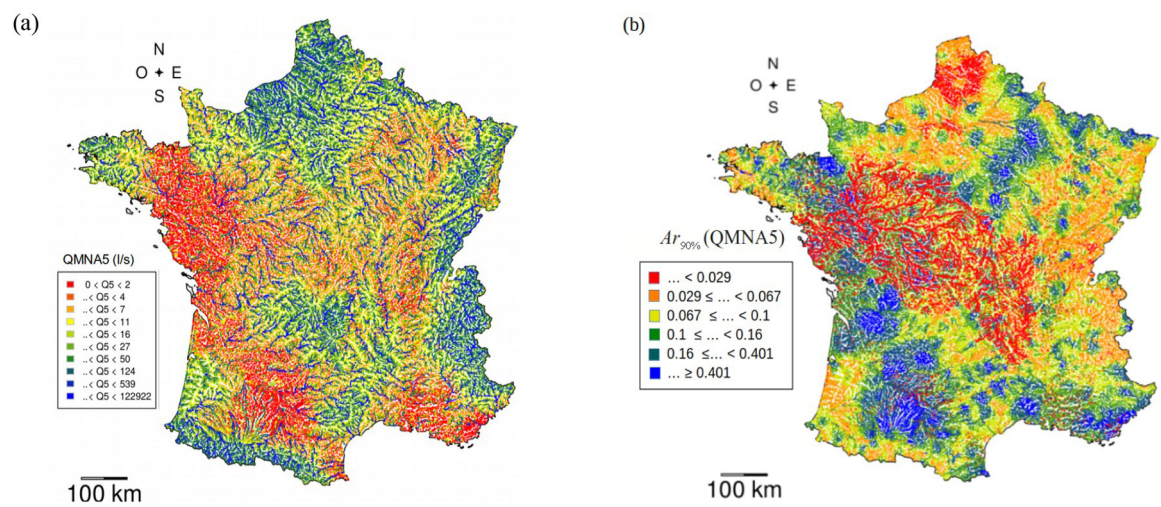 (a)
N
O E
S
QMNA5 (l/s)
0 < Q5 < 2
..< Q5 < 4
..< Q5 < 7
..< Q5 < 11
..< Q5 < 16
..< Q5 < 27
..< Q5 < 50
..< Q5 < 124
..< Q5 < 539
..< Q5 < 122922
100 km
(b)
N
O E
S
Ar90% (QMNA5)
... < 0.029
0.029 ≤ ... < 0.067
0.067 ≤ ... < 0.1
0.1 ≤ ... < 0.16
0.16 ≤... < 0.401
... ≥ 0.401
100 km